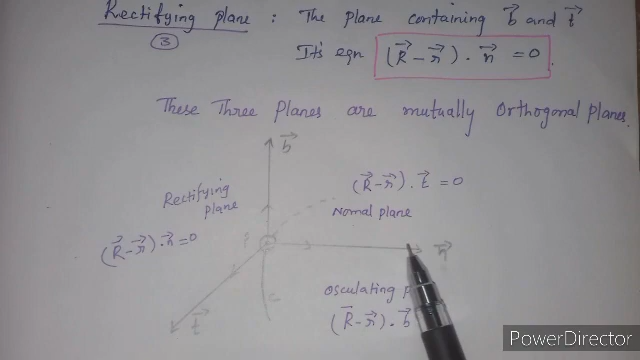 Rectifying plane : The plane containing b⃗ and t⃗
③
Its eqn (R⃗ - r⃗) . n⃗ = 0.
These Three Planes are mutually Orthogonal Planes.
b⃗
Rectifying
plane
(R⃗ - r⃗) . n⃗ = 0
(R⃗ - r⃗) . t⃗ = 0
Normal plane
P
n⃗
t⃗
C
Osculating p
(R⃗ - r⃗) . b⃗
PowerDirector